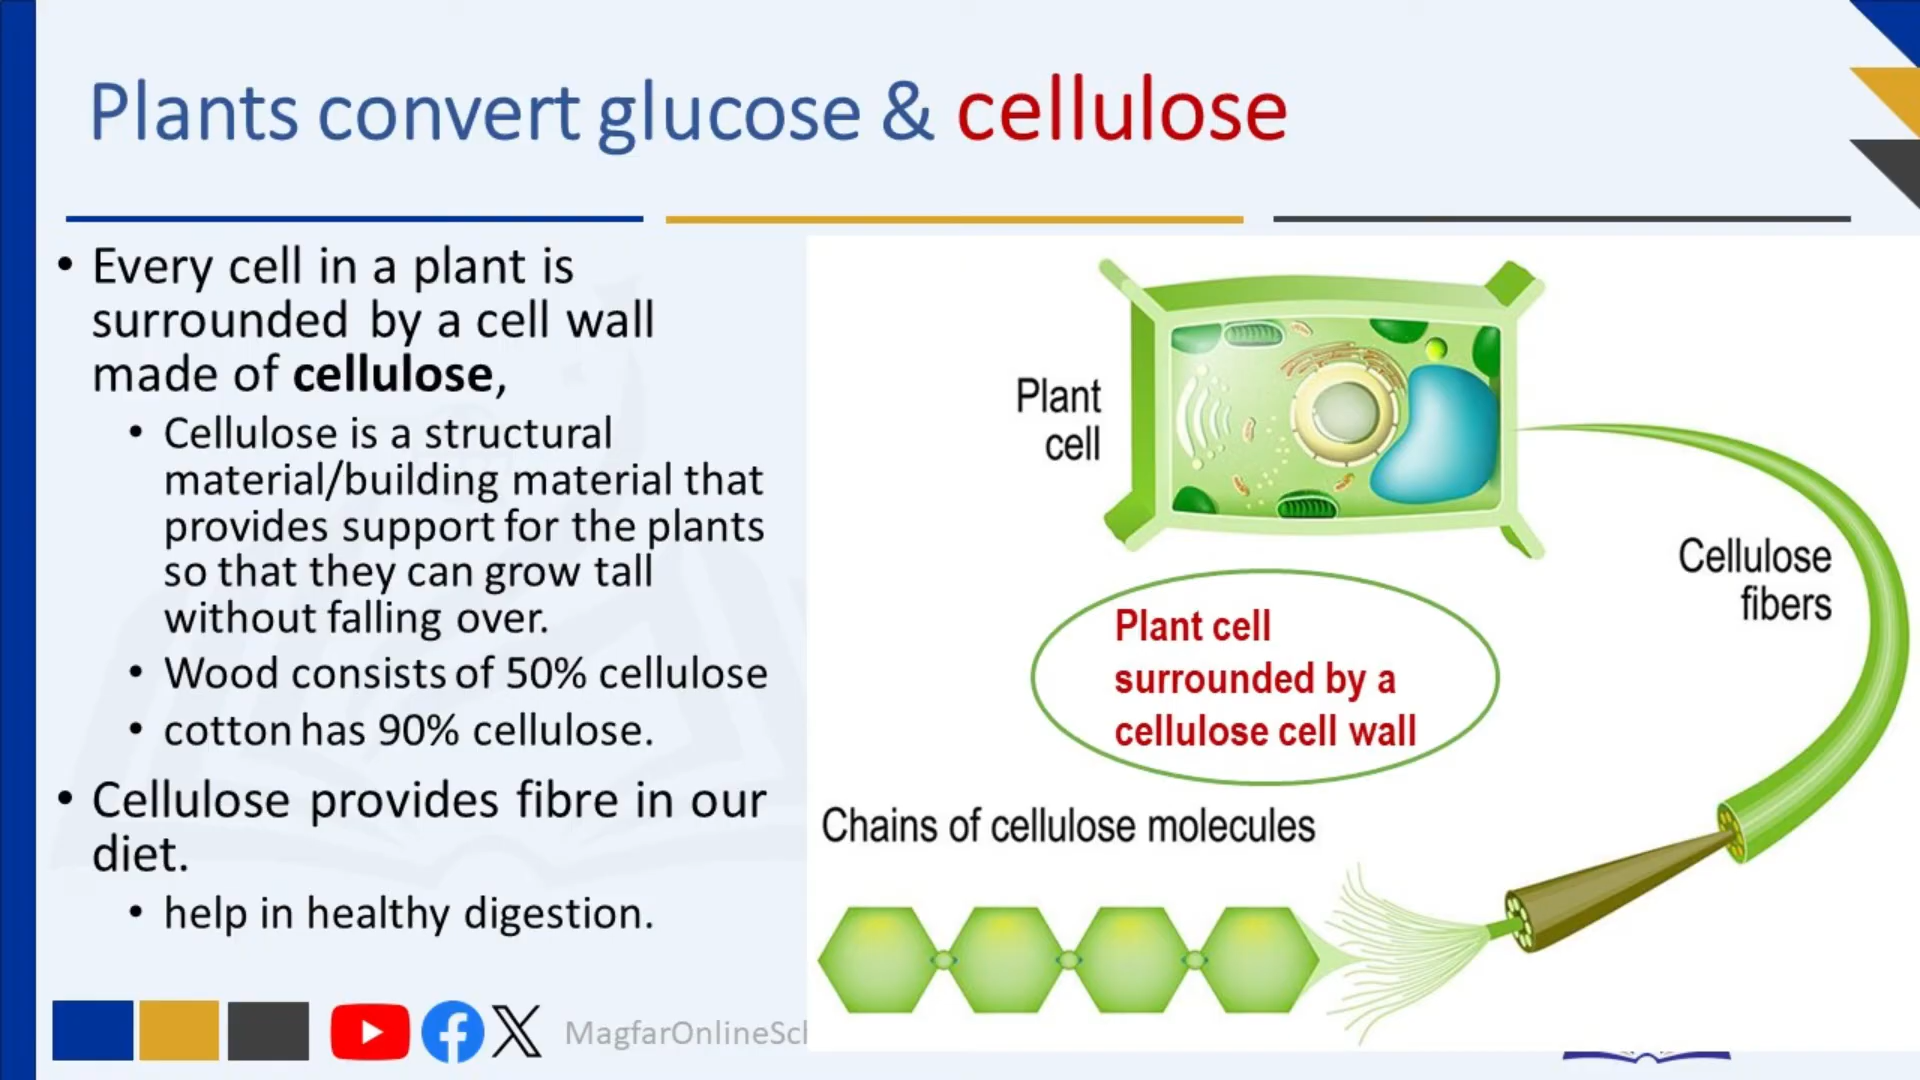 Plants convert glucose & cellulose
• Every cell in a plant is
surrounded by a cell wall
made of cellulose,
• Cellulose is a structural
material/building material that
provides support for the plants
so that they can grow tall
without falling over.
• Wood consists of 50% cellulose
• cotton has 90% cellulose.
• Cellulose provides fibre in our
diet.
• help in healthy digestion.
Plant
cell
Cellulose
fibers
Plant cell
surrounded by a
cellulose cell wall
Chains of cellulose molecules
MagfarOnlineScl